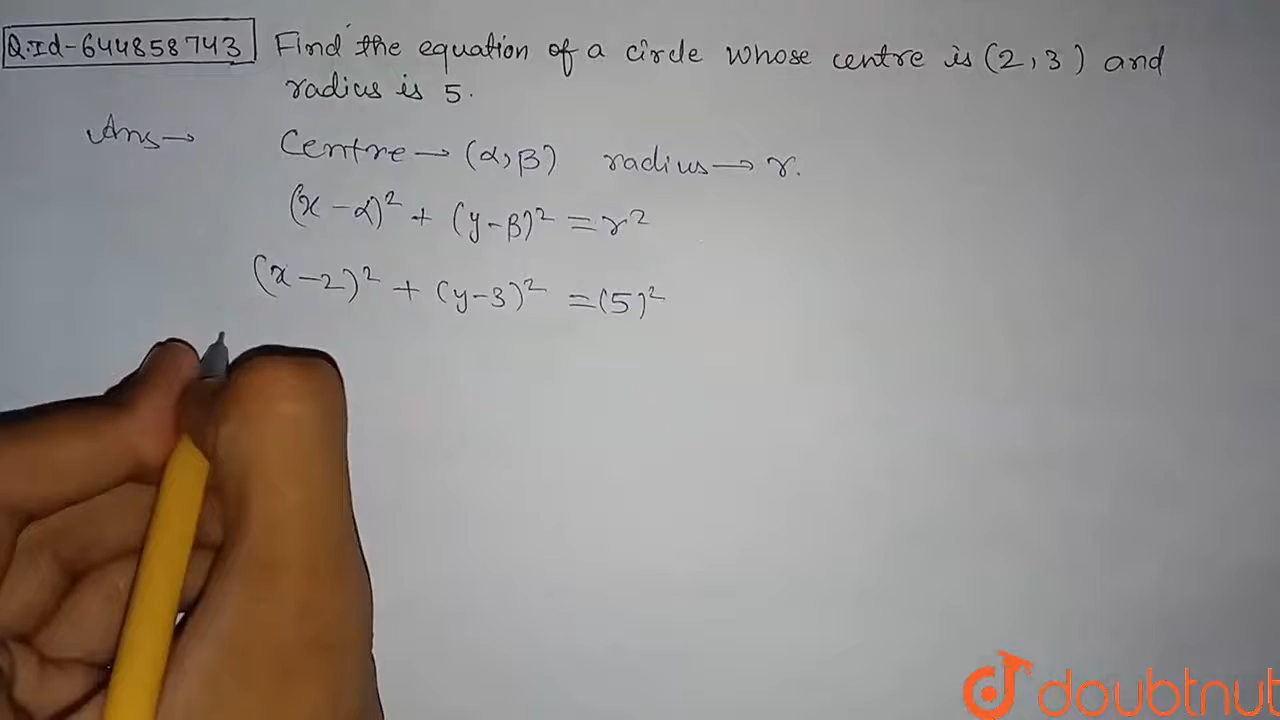 Q.Id-644858743 Find the equation of a circle whose centre is (2,3) and
radius is 5.
Ans→ Centre→(α,β) radius→r.
(x-α)² + (y-β)² = r²
(x-2)² + (y-3)² = (5)²
doubtnut